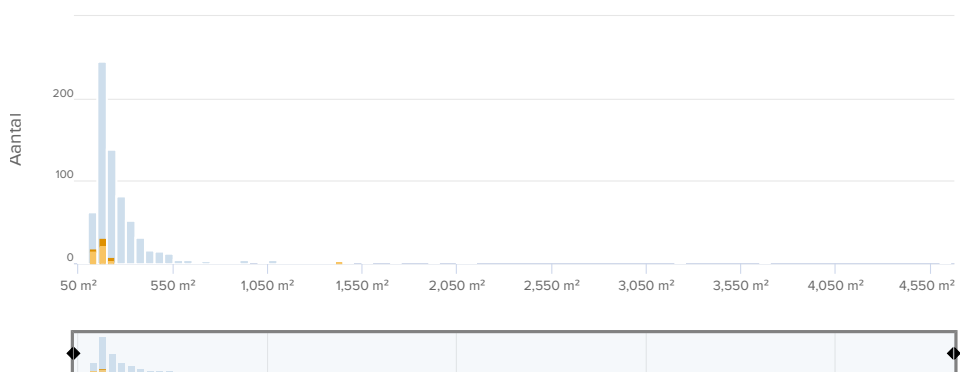 Aantal
200
100
0
50 m²
550 m²
1,050 m²
1,550 m²
2,050 m²
2,550 m²
3,050 m²
3,550 m²
4,050 m²
4,550 m²